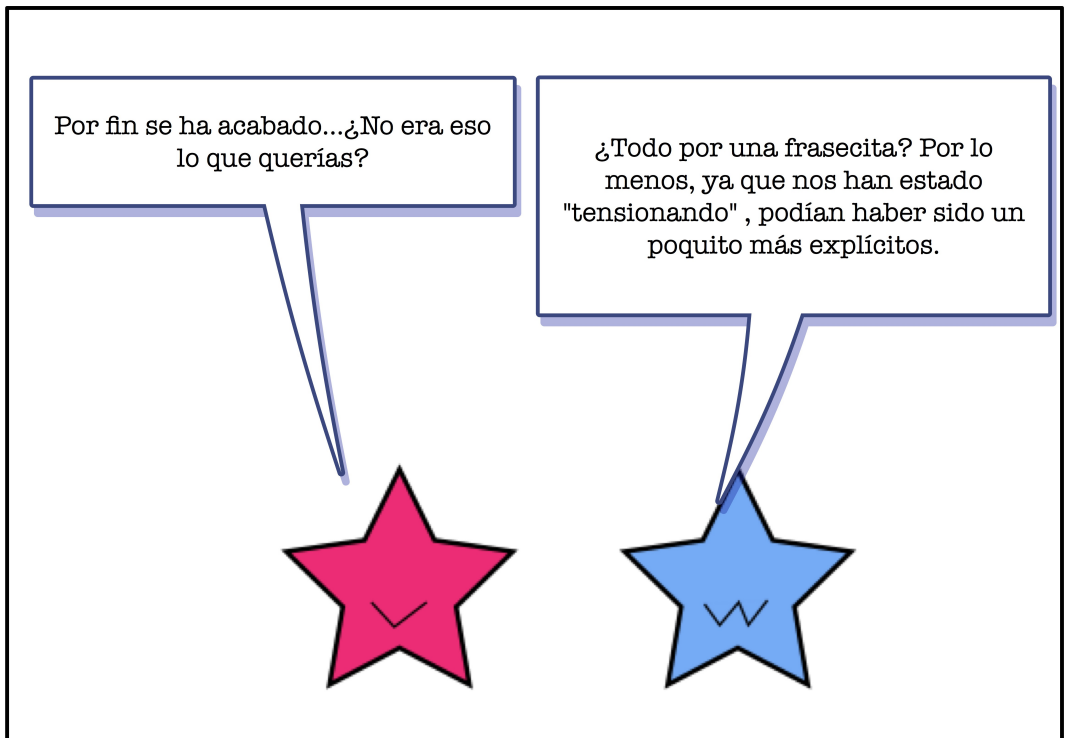 Por fin se ha acabado...¿No era eso
lo que querías?
¿Todo por una frasecita? Por lo
menos, ya que nos han estado
"tensionando" , podían haber sido un
poquito más explícitos.